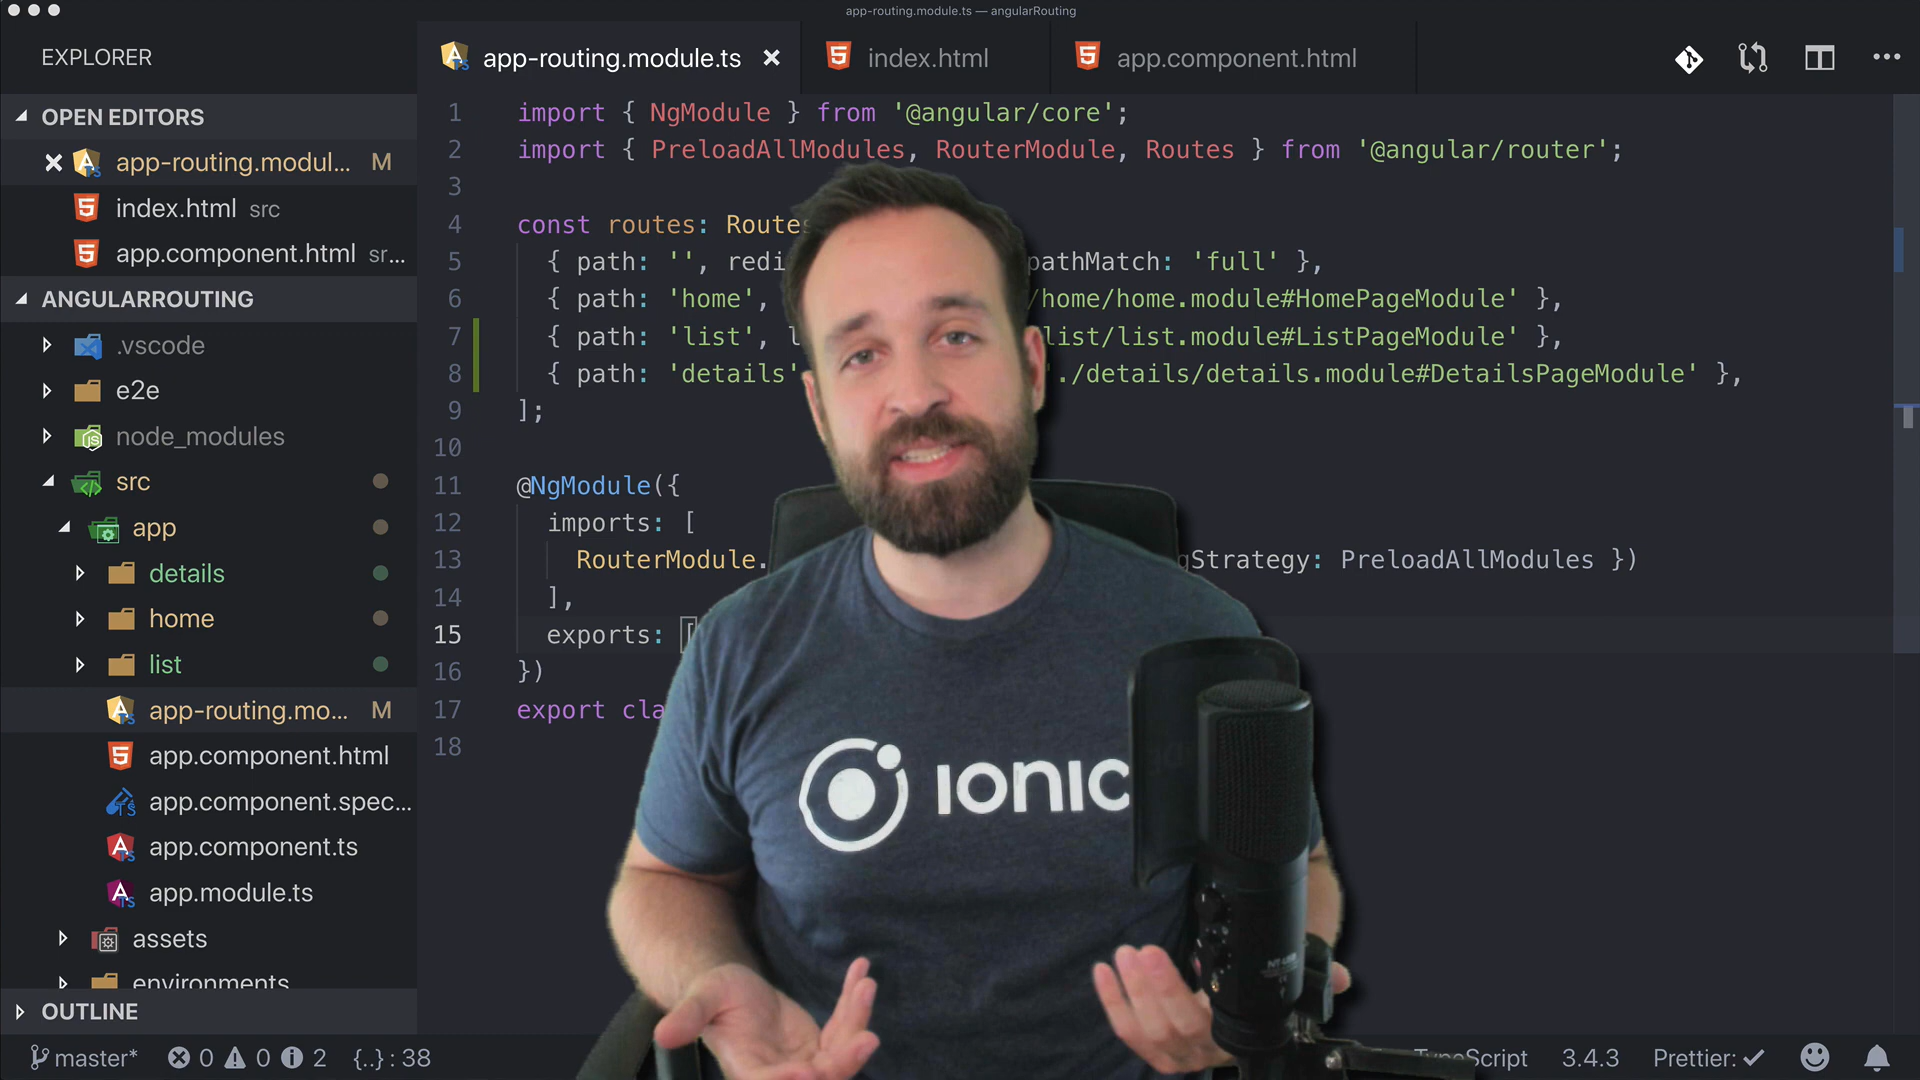 app-routing.module.ts — angularRouting
EXPLORER
OPEN EDITORS
app-routing.modul... M
index.html src
app.component.html sr...
ANGULARROUTING
.vscode
e2e
node_modules
src
app
details
home
list
app-routing.mo... M
app.component.html
app.component.spec...
app.component.ts
app.module.ts
assets
environments
OUTLINE
app-routing.module.ts
index.html
app.component.html
1 import { NgModule } from '@angular/core';
2 import { PreloadAllModules, RouterModule, Routes } from '@angular/router';
3
4 const routes: Routes
5 { path: '', redi pathMatch: 'full' },
6 { path: 'home', /home/home.module#HomePageModule' },
7 { path: 'list', l list/list.module#ListPageModule' },
8 { path: 'details' './details/details.module#DetailsPageModule' },
9 ];
10
11 @NgModule({
12 imports: [
13 RouterModule. gStrategy: PreloadAllModules })
14 ],
15 exports: [
16 })
17 export cla
18
IONIC
NT-USB
master* 0 0 2 {..} : 38
TypeScript 3.4.3 Prettier: ✓